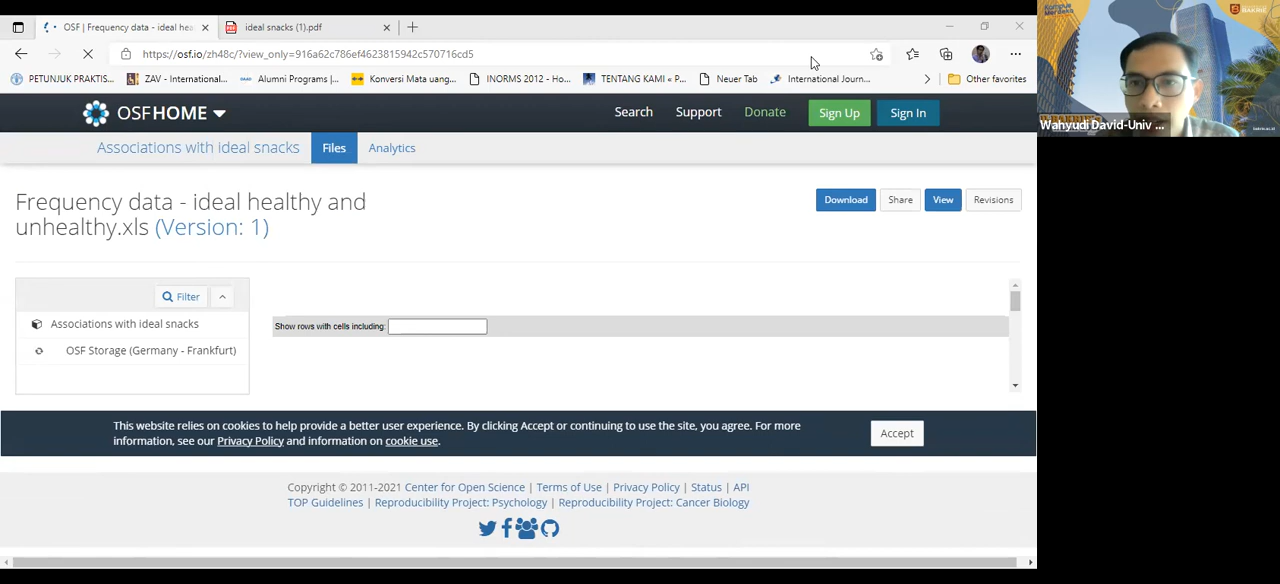 OSF | Frequency data - ideal hea
PDF
ideal snacks (1).pdf
https://osf.io/zh48c/?view_only=916a62c786ef4623815942c570716cd5
PETUNJUK PRAKTIS...
ZAV - International...
Alumni Programs |...
Konversi Mata uang...
INORMS 2012 - Ho...
TENTANG KAMI « P...
Neuer Tab
International Journ...
Other favorites
OSFHOME
Search
Support
Donate
Sign Up
Sign In
Associations with ideal snacks
Files
Analytics
Frequency data - ideal healthy and
unhealthy.xls (Version: 1)
Download
Share
View
Revisions
Filter
Associations with ideal snacks
OSF Storage (Germany - Frankfurt)
Show rows with cells including:
This website relies on cookies to help provide a better user experience. By clicking Accept or continuing to use the site, you agree. For more
information, see our Privacy Policy and information on cookie use.
Accept
Copyright © 2011-2021 Center for Open Science | Terms of Use | Privacy Policy | Status | API
TOP Guidelines | Reproducibility Project: Psychology | Reproducibility Project: Cancer Biology
Kampus
Merdeka
BAKRIE
Wahyudi David-Univ ...